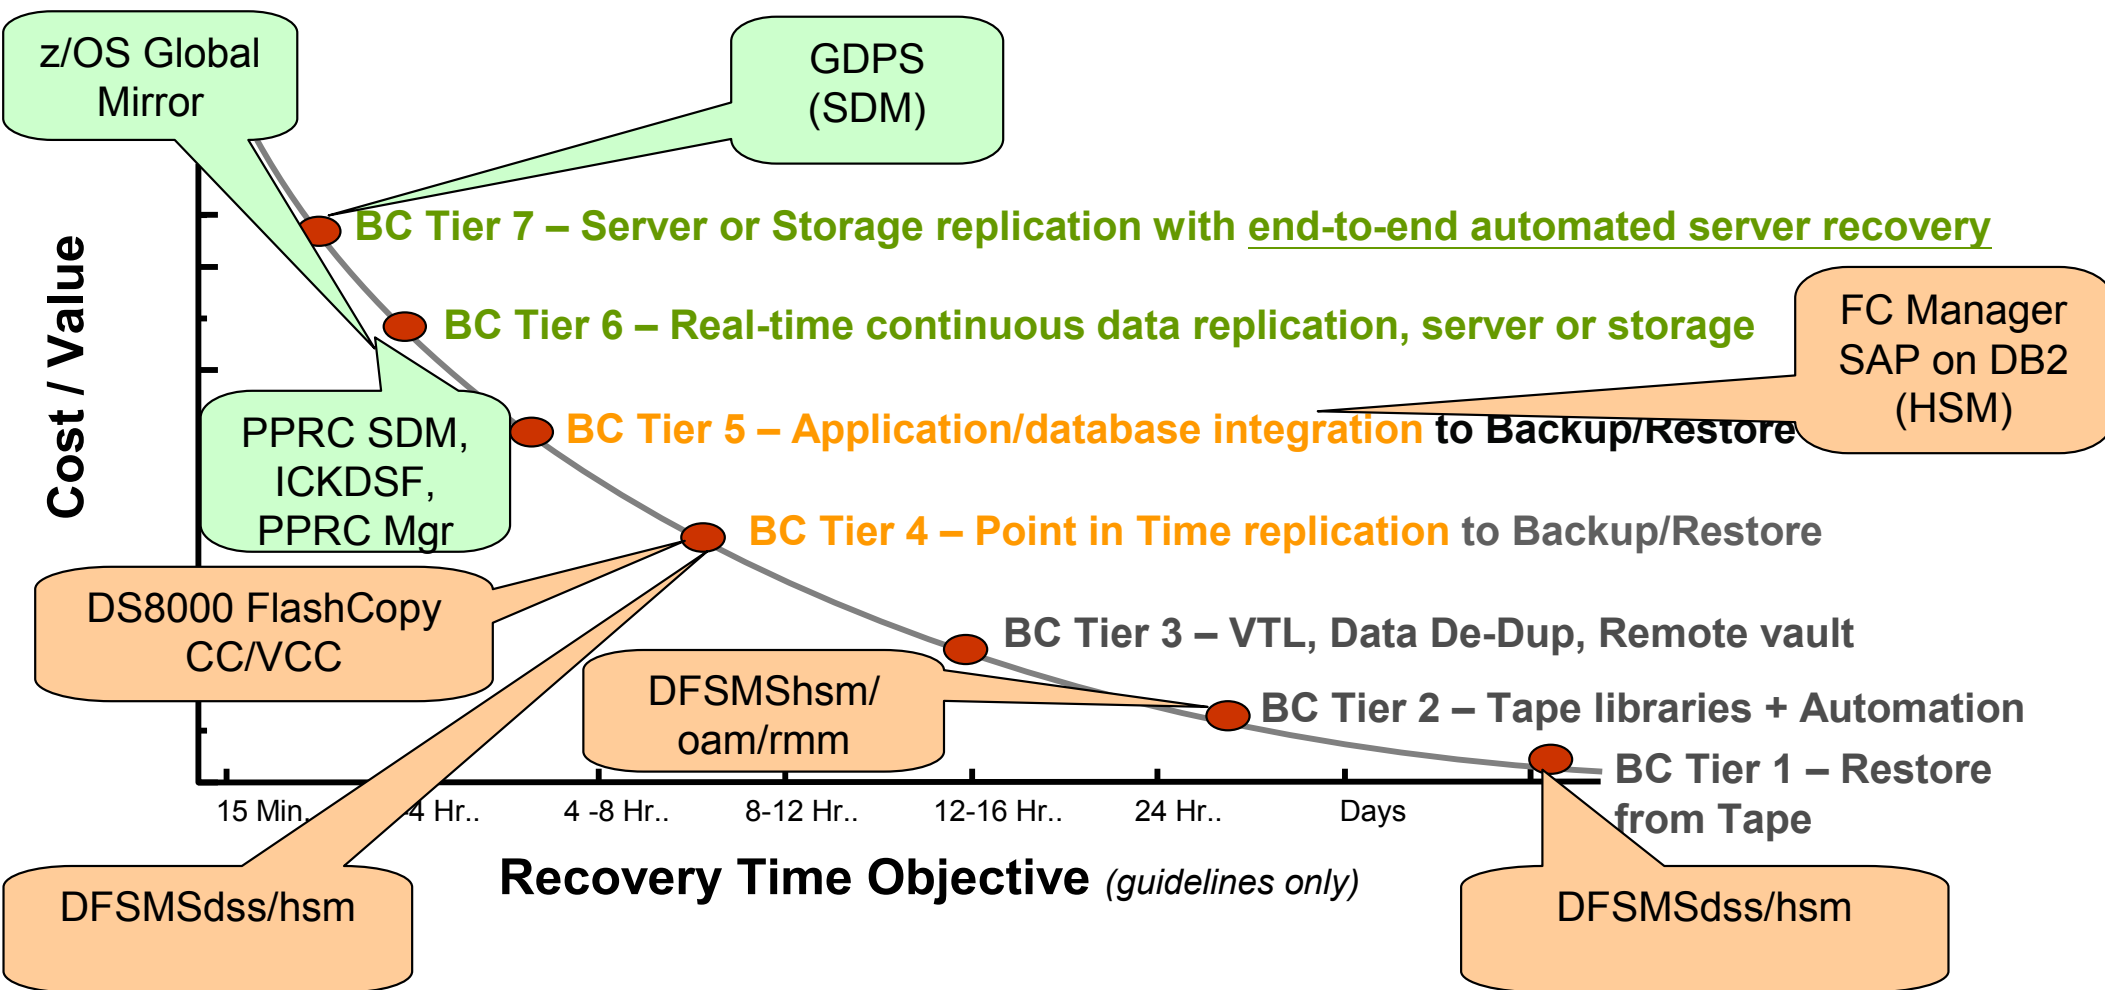 z/OS Global
Mirror
GDPS
(SDM)
BC Tier 7 – Server or Storage replication with end-to-end automated server recovery
BC Tier 6 – Real-time continuous data replication, server or storage
FC Manager
SAP on DB2
(HSM)
Cost / Value
BC Tier 5 – Application/database integration to Backup/Restore
PPRC SDM,
ICKDSF,
PPRC Mgr
BC Tier 4 – Point in Time replication to Backup/Restore
DS8000 FlashCopy
CC/VCC
BC Tier 3 – VTL, Data De-Dup, Remote vault
DFSMShsm/
oam/rmm
BC Tier 2 – Tape libraries + Automation
BC Tier 1 – Restore
from Tape
15 Min. 4 Hr.. 4 -8 Hr.. 8-12 Hr.. 12-16 Hr.. 24 Hr.. Days
Recovery Time Objective (guidelines only)
DFSMSdss/hsm
DFSMSdss/hsm